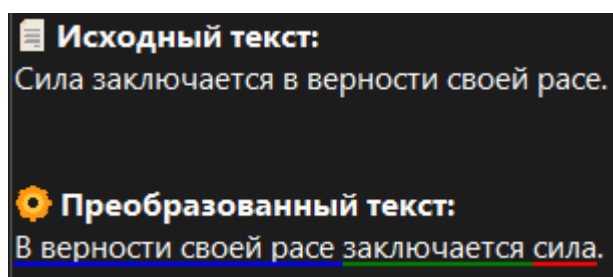 Исходный текст:
Сила заключается в верности своей расе.
Преобразованный текст:
В верности своей расе заключается сила.